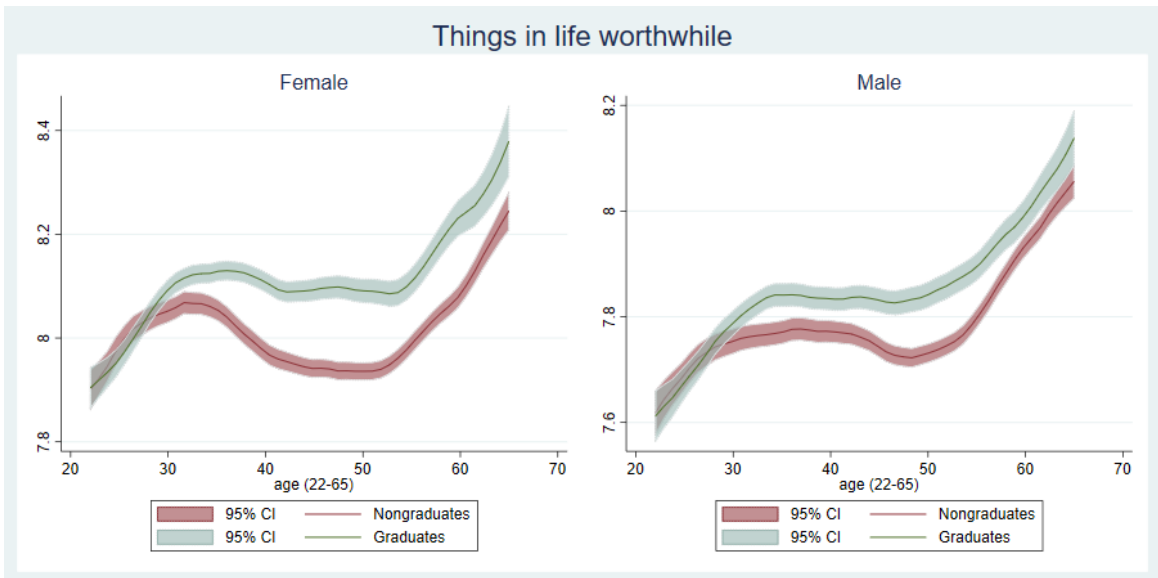 Things in life worthwhile
Female
8.4
8.2
8
7.8
20 30 40 50 60 70
age (22-65)
95% CI Nongraduates
95% CI Graduates
Male
8.2
8
7.8
7.6
20 30 40 50 60 70
age (22-65)
95% CI Nongraduates
95% CI Graduates